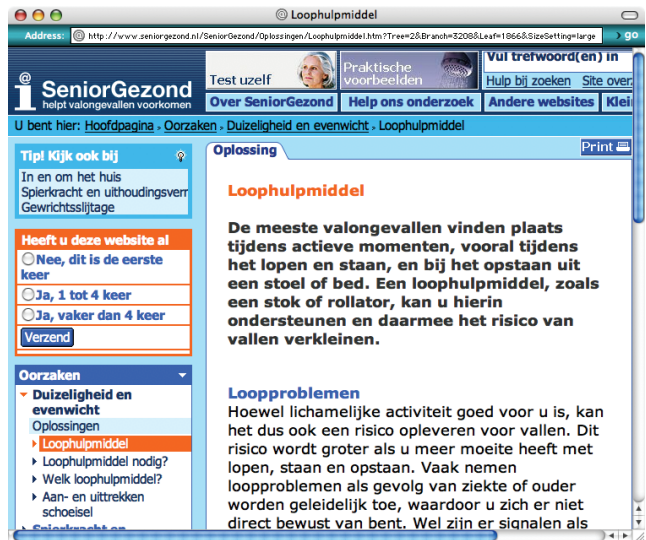 Loophulpmiddel
Address: http://www.seniorgezond.nl/SeniorGezond/Oplossingen/Loophulpmiddel.htm?Tree=2&Branch=3208&Leaf=1866&SizeSetting=large
go
SeniorGezond
helpt valongevallen voorkomen
Test uzelf
Praktische
voorbeelden
Vul trefwoord(en) in
Hulp bij zoeken Site over
Over SeniorGezond Help ons onderzoek Andere websites Klei
U bent hier: Hoofdpagina > Oorzaken > Duizeligheid en evenwicht > Loophulpmiddel
Tip! Kijk ook bij
In en om het huis
Spierkracht en uithoudingsverm
Gewrichtsslijtage
Heeft u deze website al
Nee, dit is de eerste
keer
Ja, 1 tot 4 keer
Ja, vaker dan 4 keer
Verzend
Oorzaken
Duizeligheid en
evenwicht
Oplossingen
Loophulpmiddel
Loophulpmiddel nodig?
Welk loophulpmiddel?
Aan- en uittrekken
schoeisel
Spierkracht en
Oplossing
Print
Loophulpmiddel
De meeste valongevallen vinden plaats
tijdens actieve momenten, vooral tijdens
het lopen en staan, en bij het opstaan uit
een stoel of bed. Een loophulpmiddel, zoals
een stok of rollator, kan u hierin
ondersteunen en daarmee het risico van
vallen verkleinen.
Loopproblemen
Hoewel lichamelijke activiteit goed voor u is, kan
het dus ook een risico opleveren voor vallen. Dit
risico wordt groter als u meer moeite heeft met
lopen, staan en opstaan. Vaak nemen
loopproblemen als gevolg van ziekte of ouder
worden geleidelijk toe, waardoor u zich er niet
direct bewust van bent. Wel zijn er signalen als